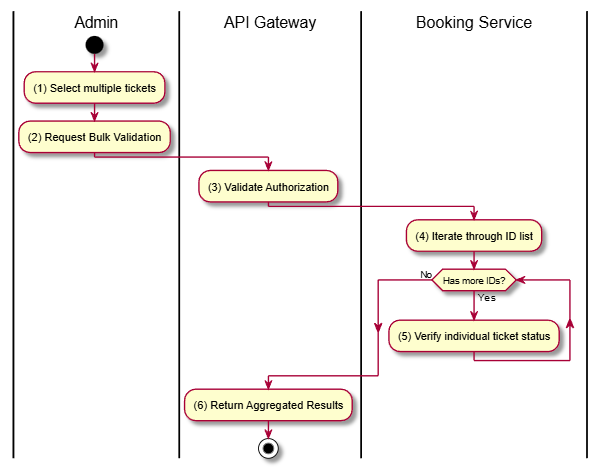 Admin
API Gateway
Booking Service
(1) Select multiple tickets
(2) Request Bulk Validation
(3) Validate Authorization
(4) Iterate through ID list
No
Has more IDs?
Yes
(5) Verify individual ticket status
(6) Return Aggregated Results